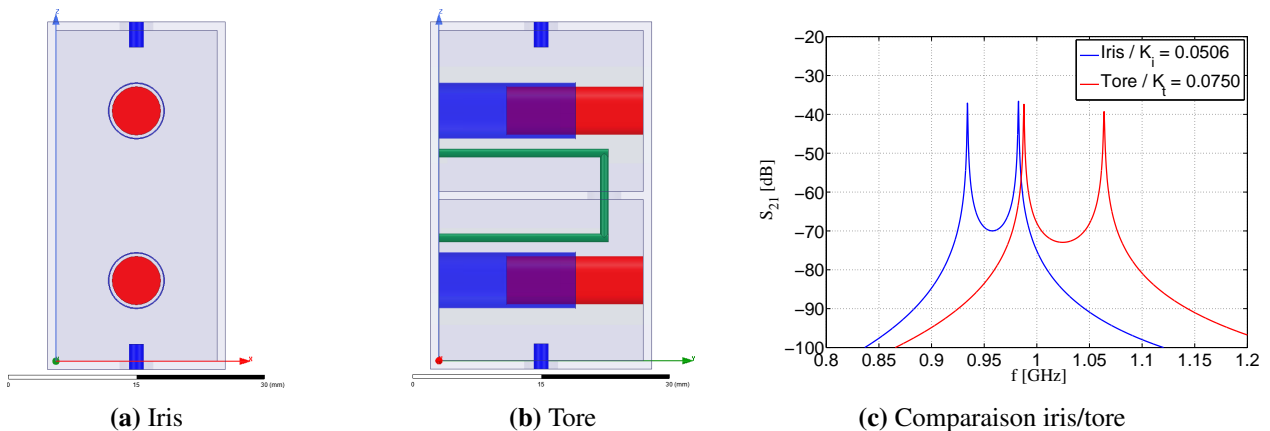 z
x
0
15
30 (mm)
(a) Iris
z
y
0
15
30 (mm)
(b) Tore
S21 [dB]
−20
−30
−40
−50
−60
−70
−80
−90
−100
Iris / Ki = 0.0506
Tore / Kt = 0.0750
0.8
0.85
0.9
0.95
1
1.05
1.1
1.15
1.2
f [GHz]
(c) Comparaison iris/tore